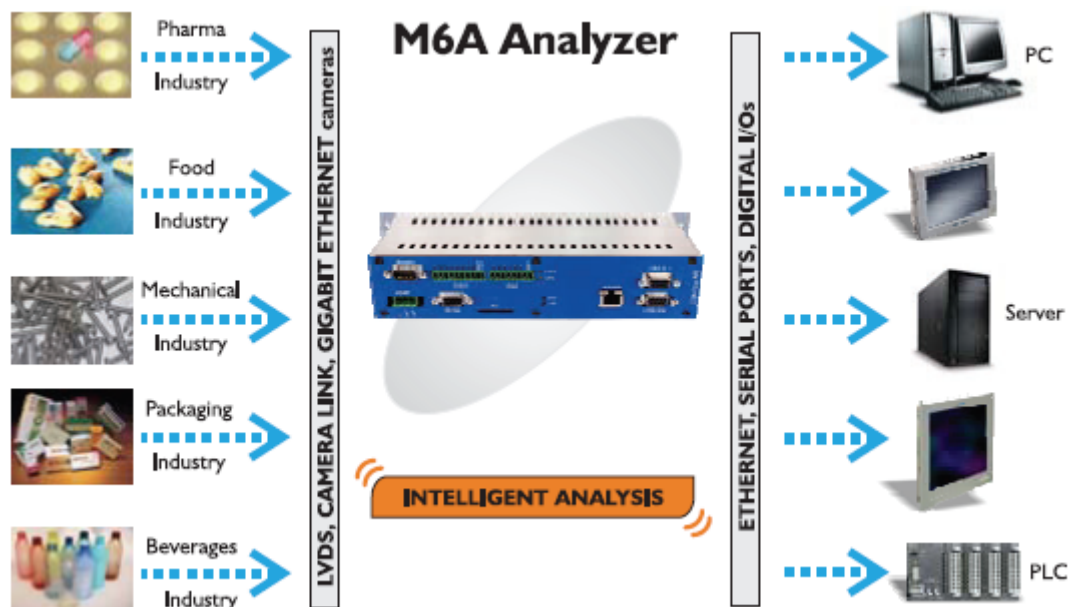 M6A Analyzer
Pharma
Industry
Food
Industry
Mechanical
Industry
Packaging
Industry
Beverages
Industry
LVDS, CAMERA LINK, GIGABIT ETHERNET cameras
INTELLIGENT ANALYSIS
ETHERNET, SERIAL PORTS, DIGITAL I/Os
PC
Server
PLC